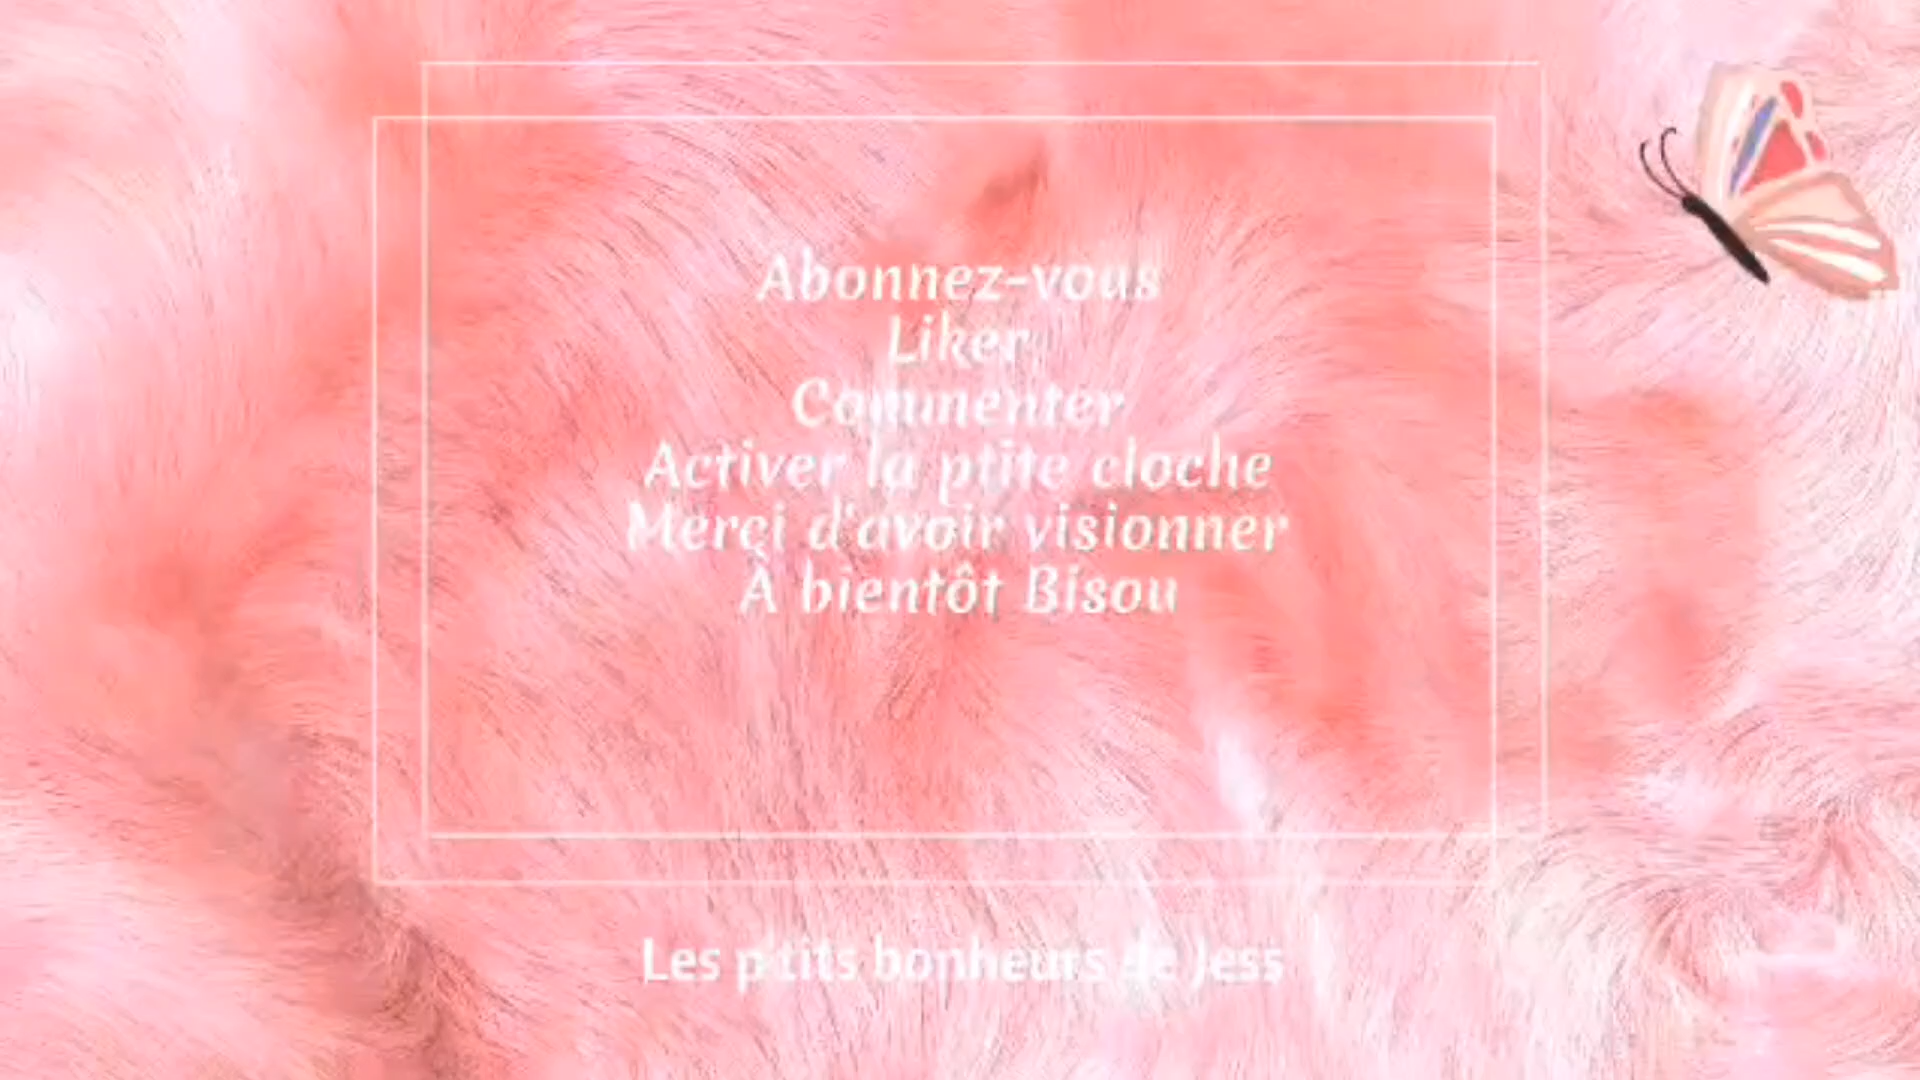 Abonnez-vous
Liker
Commenter
Activer la ptite cloche
Merci d'avoir visionner
À bientôt Bisou
Les p'tits bonheurs de Jess